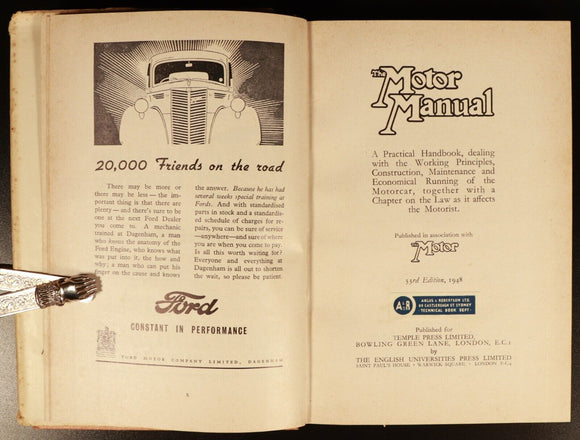 20,000 Friends on the road
There may be more or
there may be less — the im-
portant thing is that there are
plenty — and there's sure to be
one at the next Ford Dealer
you come to. A mechanic
trained at Dagenham, a man
who knows the anatomy of the
Ford Engine, who knows what
was put into it, the how and
why; a man who can put his
finger on the cause and knows
the answer. Because he has had
several weeks special training at
Fords. And with standardised
parts in stock and a standardis-
ed schedule of charges for re-
pairs, you can be sure of service
—anywhere—and sure of where
you are when you come to pay.
Is all this worth waiting for?
Everyone and everything at
Dagenham is all out to shorten
the wait, so please be patient.
Ford
CONSTANT IN PERFORMANCE
FORD MOTOR COMPANY LIMITED, DAGENHAM
x
The Motor
Manual
A Practical Handbook, dealing
with the Working Principles,
Construction, Maintenance and
Economical Running of the
Motorcar, together with a
Chapter on the Law as it affects
the Motorist.
Published in association with
The Motor
53rd Edition, 1948
A&R
ANGUS & ROBERTSON LTD.
89 CASTLEREAGH ST SYDNEY
TECHNICAL BOOK DEPT.
Published for
TEMPLE PRESS LIMITED,
BOWLING GREEN LANE, LONDON, E.C.1
by
THE ENGLISH UNIVERSITIES PRESS LIMITED
SAINT PAUL'S HOUSE · WARWICK SQUARE · LONDON E.C.4